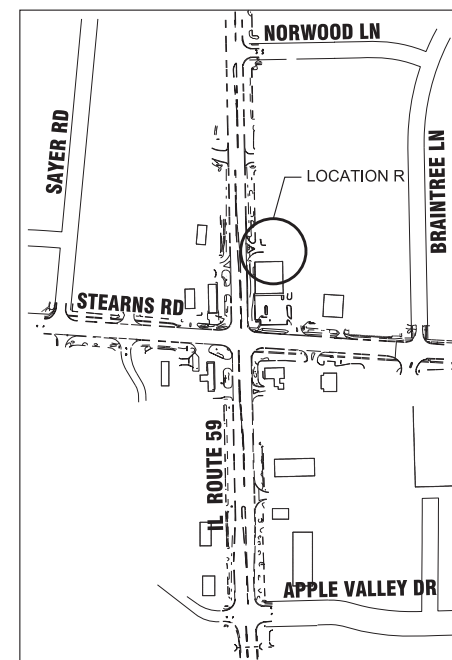 NORWOOD LN
SAYER RD
LOCATION R
BRAINTREE LN
STEARNS RD
IL ROUTE 59
APPLE VALLEY DR